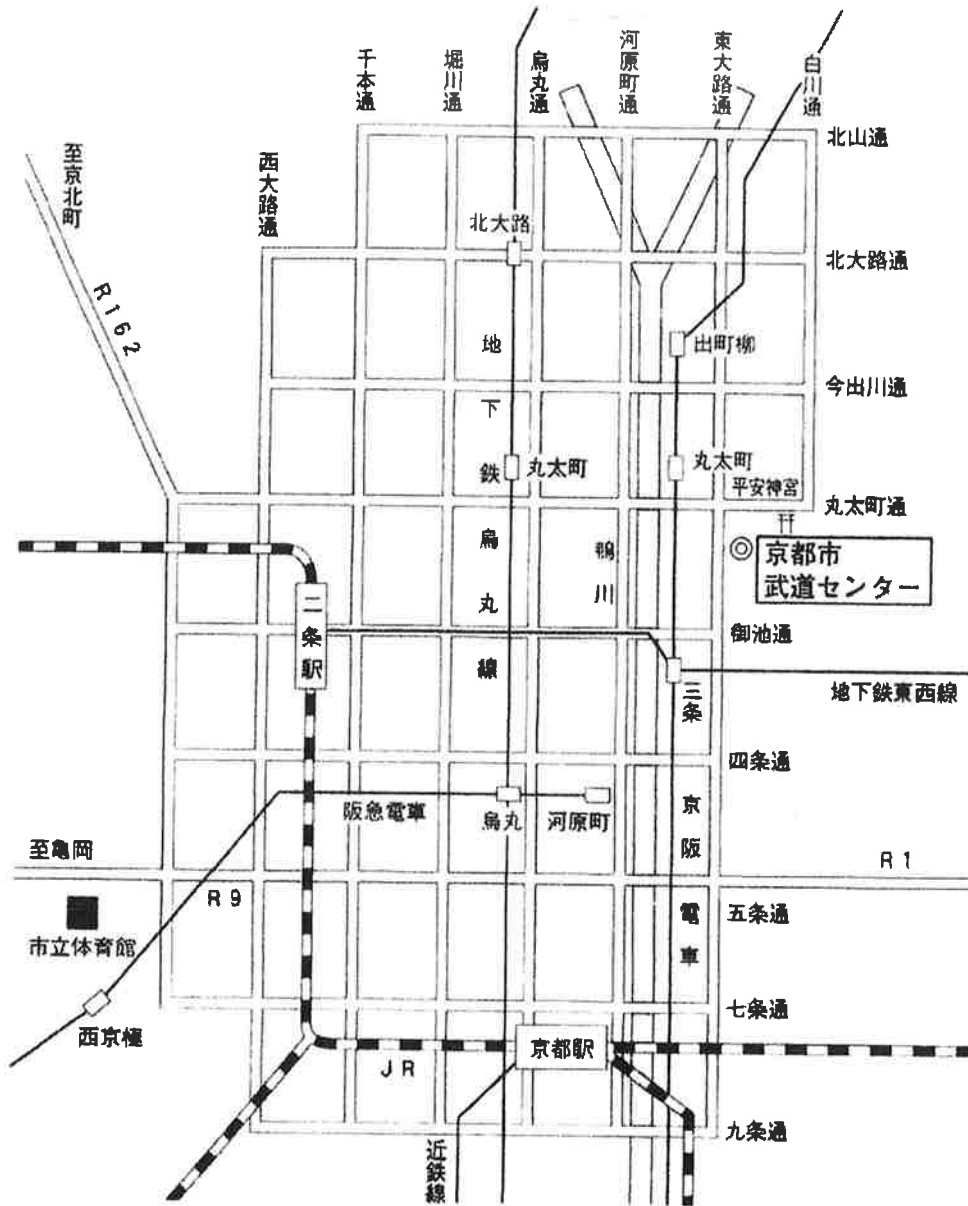 千本通
堀川通
烏丸通
河原町通
東大路通
白川通
北山通
至京北町
西大路通
北大路
北大路通
R162
出町柳
今出川通
丸太町
丸太町
平安神宮
丸太町通
地下鉄烏丸線
鴨川
京都市
武道センター
二条駅
御池通
三条
地下鉄東西線
四条通
阪急電車
烏丸
河原町
京阪電車
至亀岡
R9
R1
市立体育館
五条通
西京極
七条通
京都駅
JR
近鉄線
九条通